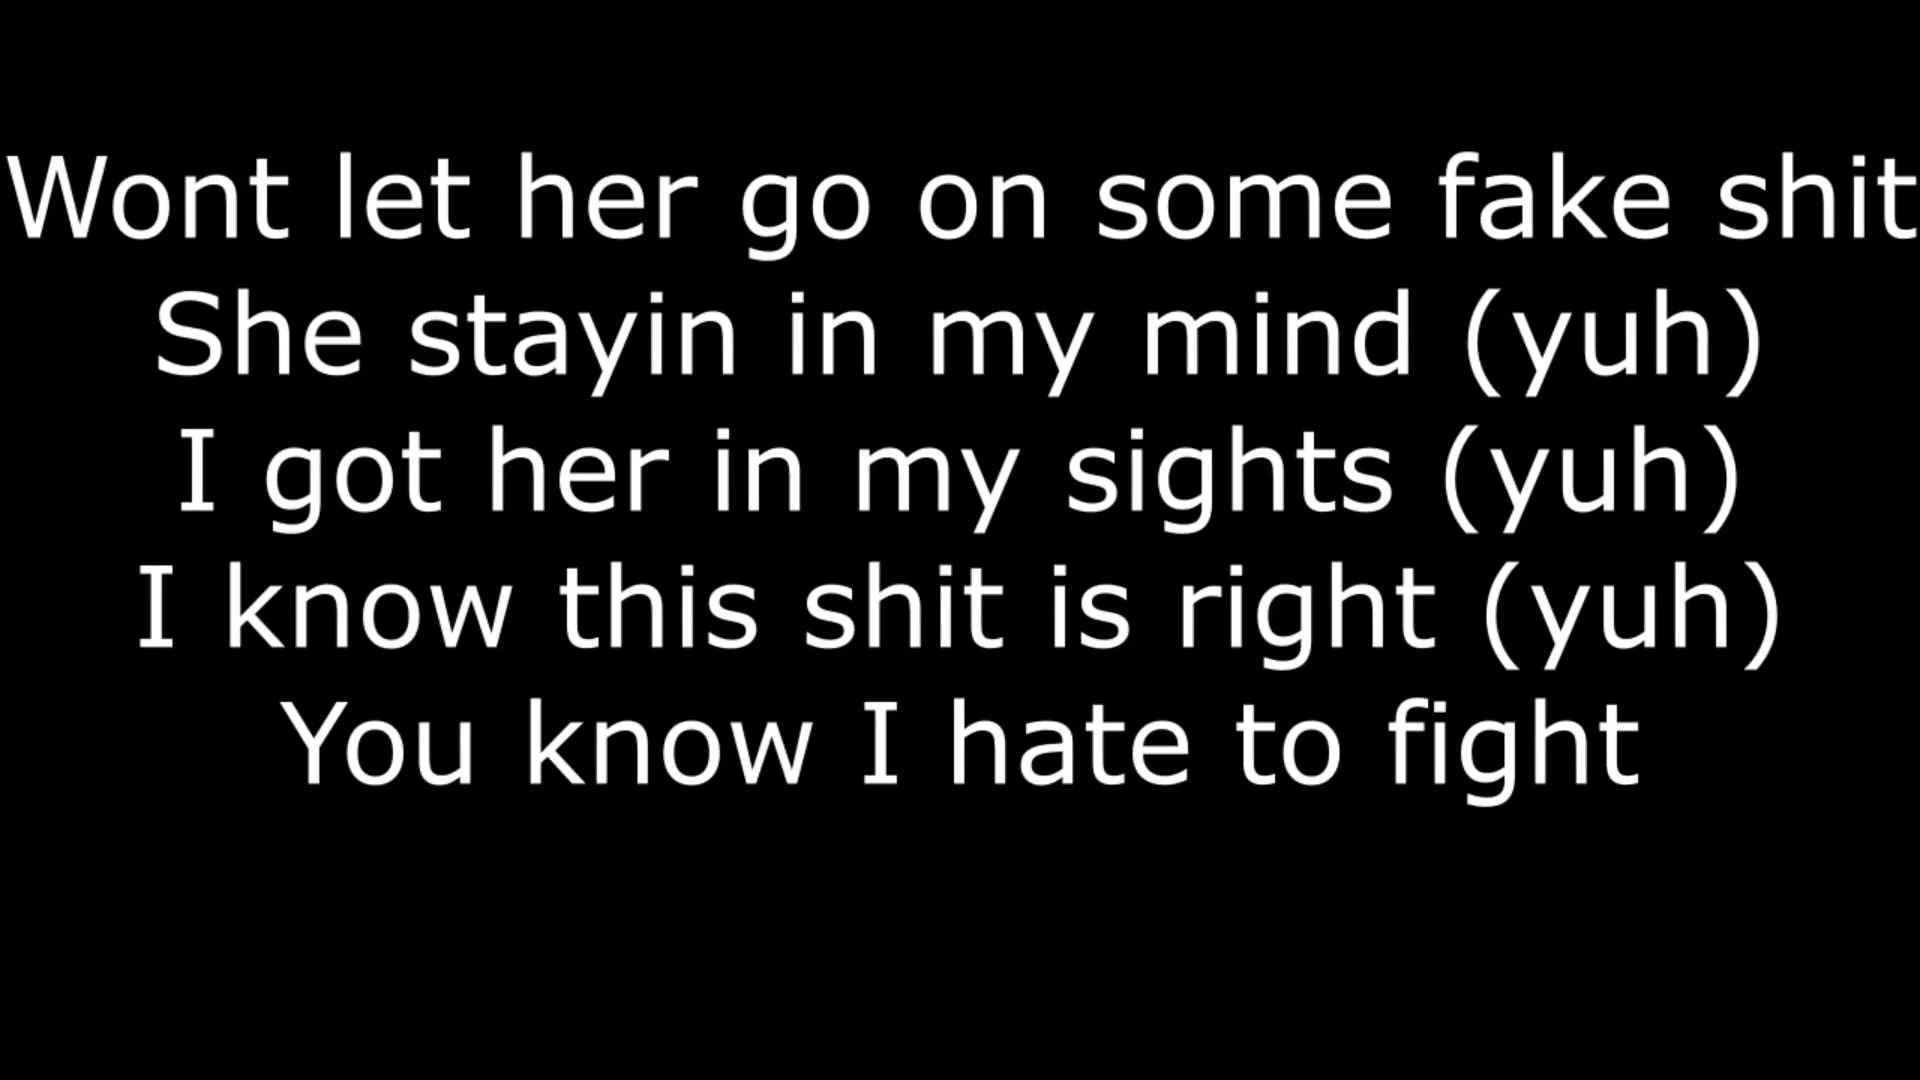 Wont let her go on some fake shit
She stayin in my mind (yuh)
I got her in my sights (yuh)
I know this shit is right (yuh)
You know I hate to fight